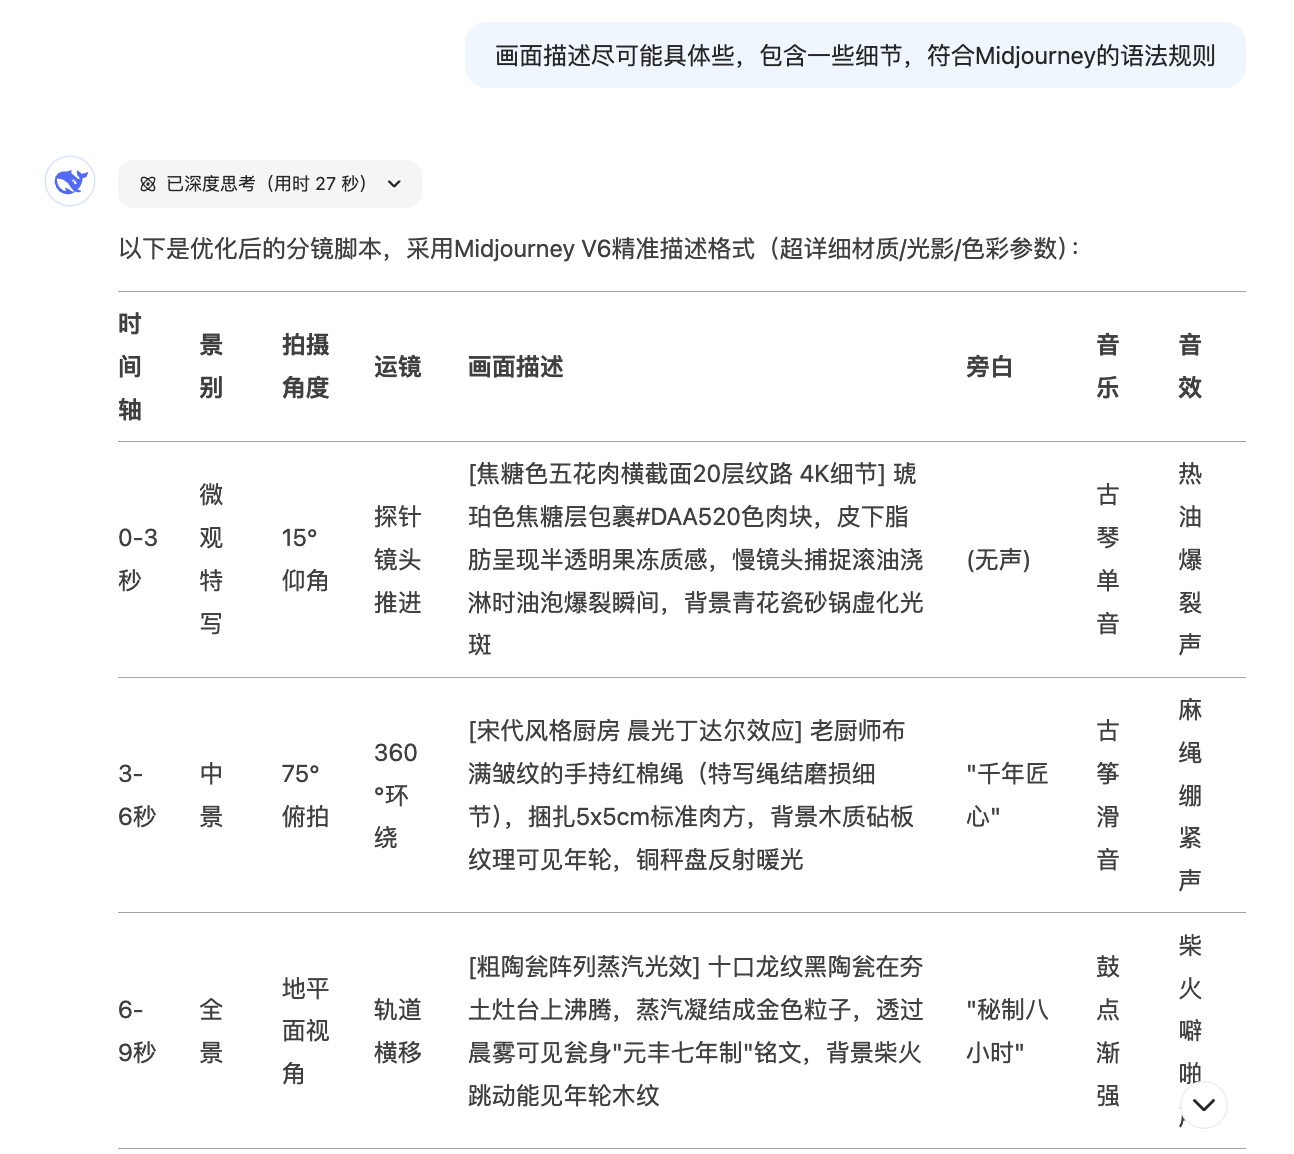 画面描述尽可能具体些，包含一些细节，符合Midjourney的语法规则
已深度思考（用时 27 秒）
以下是优化后的分镜脚本，采用Midjourney V6精准描述格式（超详细材质/光影/色彩参数）：
时
间
轴
景
别
拍摄
角度
运镜
画面描述
旁白
音
乐
音
效
0-3
秒
微
观
特
写
15°
仰角
探针
镜头
推进
[焦糖色五花肉横截面20层纹路 4K细节] 琥
珀色焦糖层包裹#DAA520色肉块，皮下脂
肪呈现半透明果冻质感，慢镜头捕捉滚油浇
淋时油泡爆裂瞬间，背景青花瓷砂锅虚化光
斑
(无声)
古
琴
单
音
热
油
爆
裂
声
3-
6秒
中
景
75°
俯拍
360
°环
绕
[宋代风格厨房 晨光丁达尔效应] 老厨师布
满皱纹的手持红棉绳（特写绳结磨损细
节），捆扎5x5cm标准肉方，背景木质砧板
纹理可见年轮，铜秤盘反射暖光
"千年匠
心"
古
筝
滑
音
麻
绳
绷
紧
声
6-
9秒
全
景
地平
面视
角
轨道
横移
[粗陶瓮阵列蒸汽光效] 十口龙纹黑陶瓮在夯
土灶台上沸腾，蒸汽凝结成金色粒子，透过
晨雾可见瓮身"元丰七年制"铭文，背景柴火
跳动能见年轮木纹
"秘制八
小时"
鼓
点
渐
强
柴
火
噼
啪